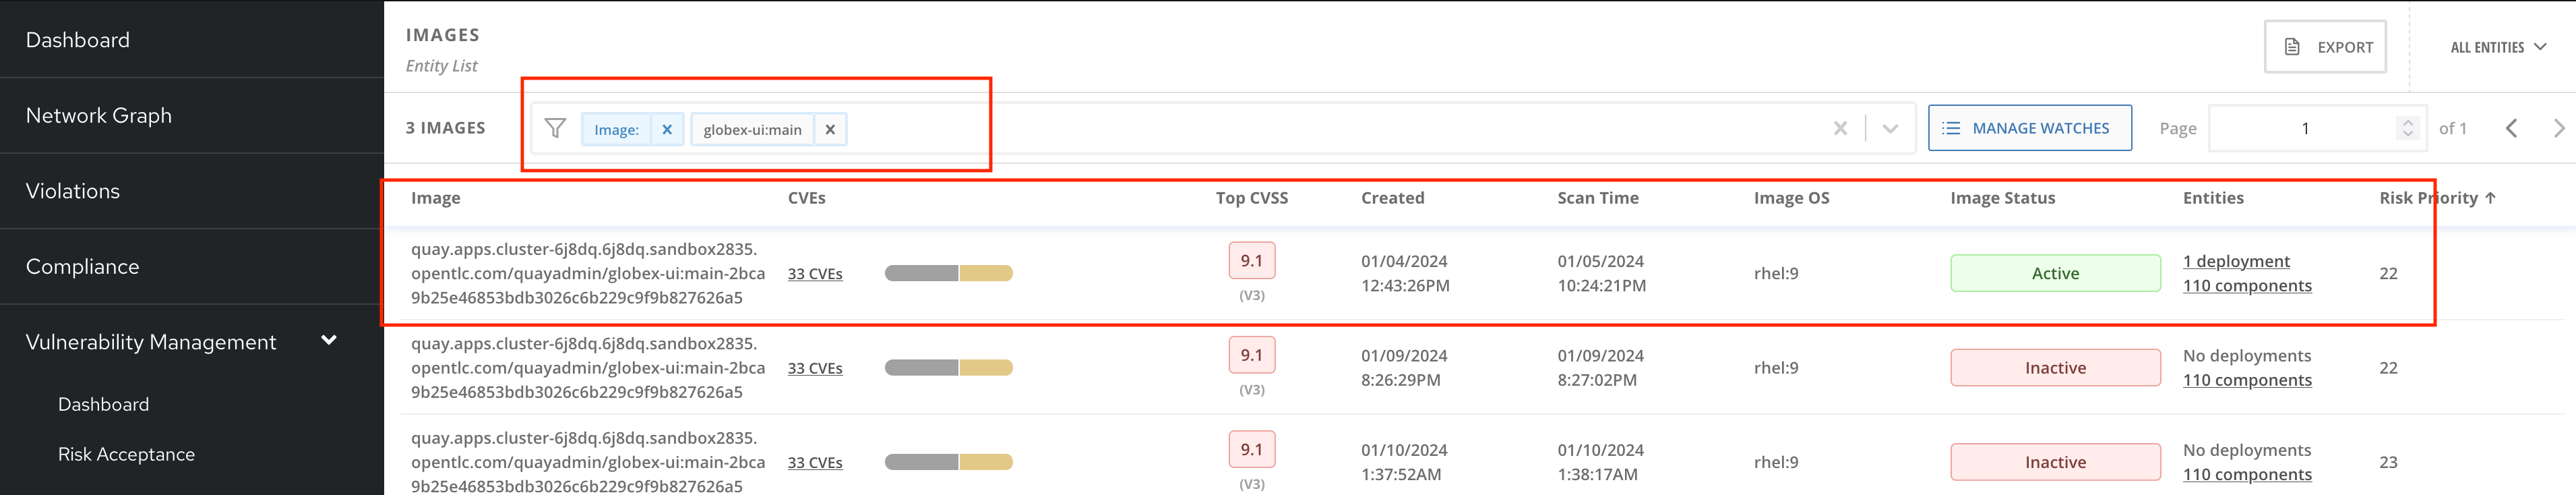 Dashboard
Network Graph
Violations
Compliance
Vulnerability Management
Dashboard
Risk Acceptance
IMAGES
Entity List
EXPORT
ALL ENTITIES
3 IMAGES
Image:
globex-ui:main
MANAGE WATCHES
Page
1
of 1
Image CVEs Top CVSS Created Scan Time Image OS Image Status Entities Risk Priority
quay.apps.cluster-6j8dq.6j8dq.sandbox2835.
opentlc.com/quayadmin/globex-ui:main-2bca
9b25e46853bdb3026c6b229c9f9b827626a5
33 CVEs
9.1
(V3)
01/04/2024
12:43:26PM
01/05/2024
10:24:21PM
rhel:9
Active
1 deployment
110 components
22
quay.apps.cluster-6j8dq.6j8dq.sandbox2835.
opentlc.com/quayadmin/globex-ui:main-2bca
9b25e46853bdb3026c6b229c9f9b827626a5
33 CVEs
9.1
(V3)
01/09/2024
8:26:29PM
01/09/2024
8:27:02PM
rhel:9
Inactive
No deployments
110 components
22
quay.apps.cluster-6j8dq.6j8dq.sandbox2835.
opentlc.com/quayadmin/globex-ui:main-2bca
9b25e46853bdb3026c6b229c9f9b827626a5
33 CVEs
9.1
(V3)
01/10/2024
1:37:52AM
01/10/2024
1:38:17AM
rhel:9
Inactive
No deployments
110 components
23